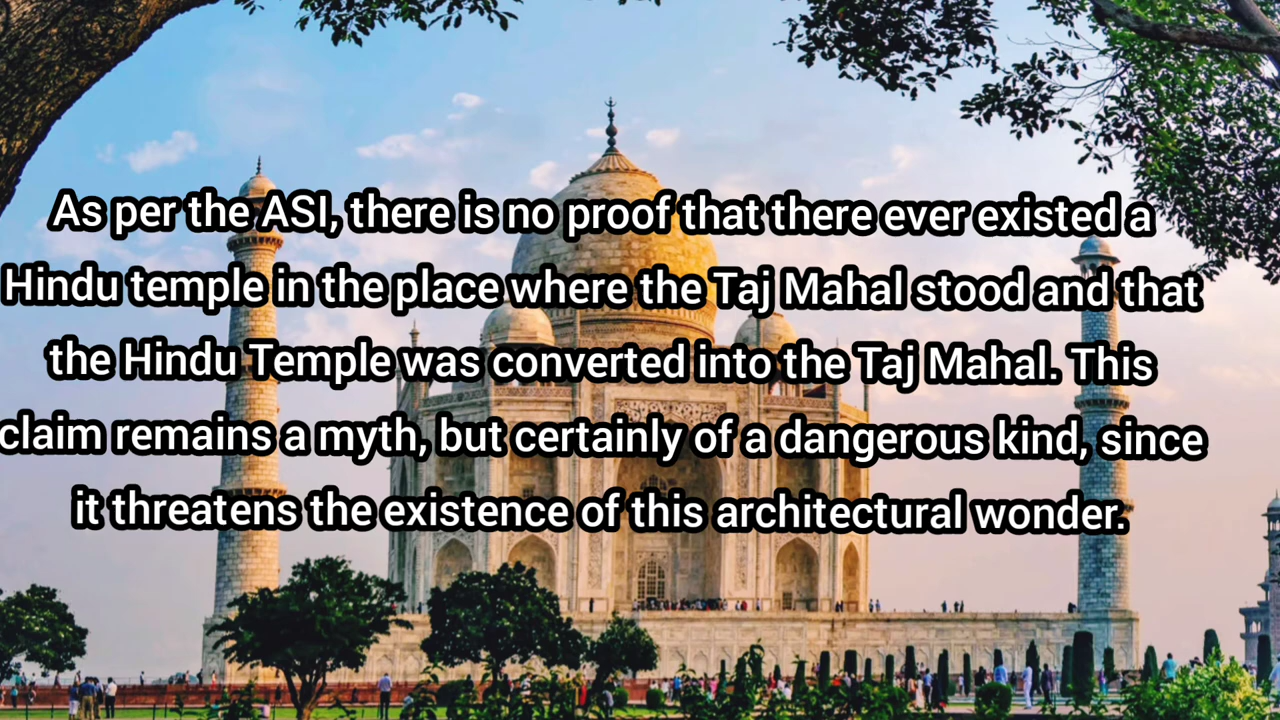 As per the ASI, there is no proof that there ever existed a
Hindu temple in the place where the Taj Mahal stood and that
the Hindu Temple was converted into the Taj Mahal. This
claim remains a myth, but certainly of a dangerous kind, since
it threatens the existence of this architectural wonder.